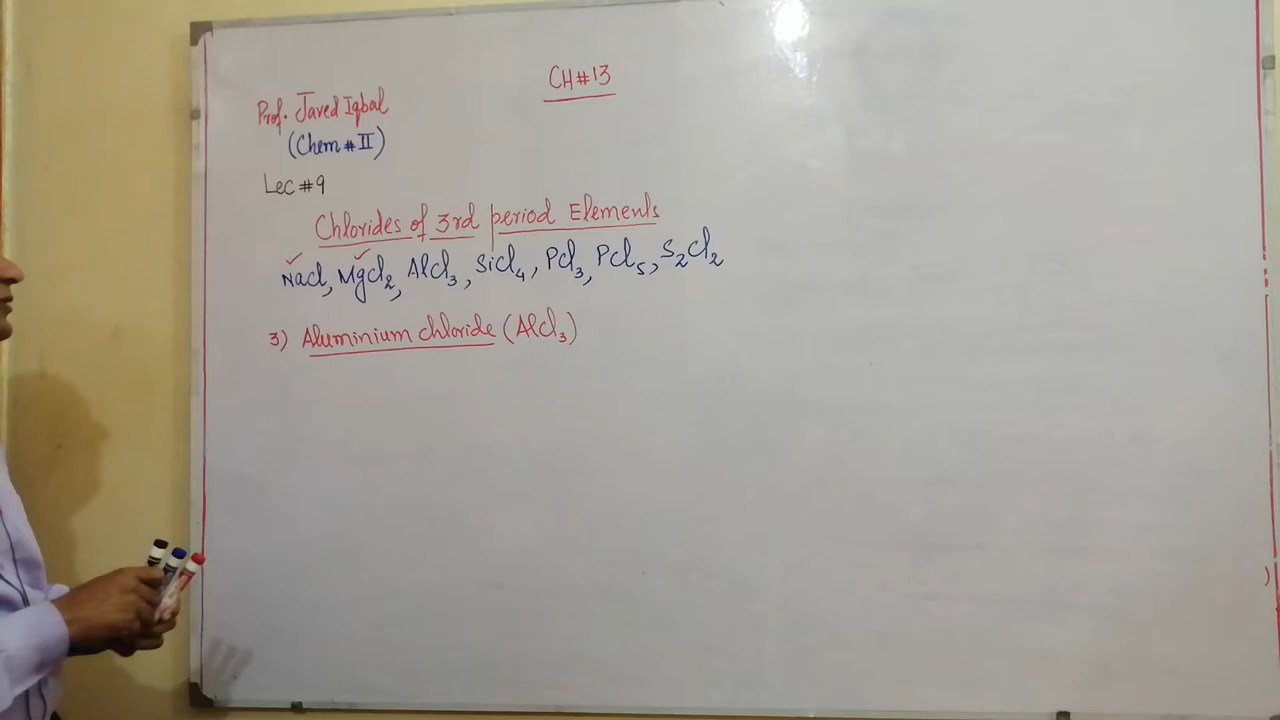 CH#13
Prof. Javed Iqbal
(Chem # II)
Lec #9
Chlorides of 3rd period Elements
NaCl, MgCl₂, AlCl₃, SiCl₄, PCl₃, PCl₅, S₂Cl₂
3) Aluminium chloride (AlCl₃)